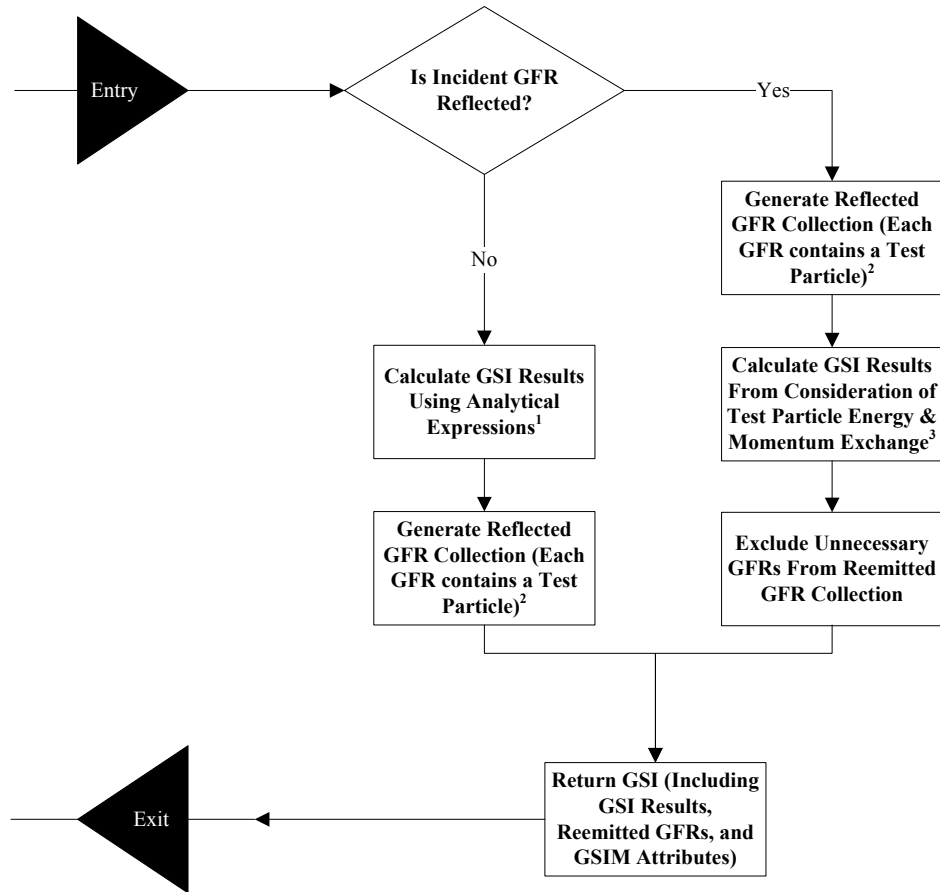 Entry
Is Incident GFR
Reflected?
Yes
No
Generate Reflected
GFR Collection (Each
GFR contains a Test
Particle)²
Calculate GSI Results
Using Analytical
Expressions¹
Calculate GSI Results
From Consideration of
Test Particle Energy &
Momentum Exchange³
Generate Reflected
GFR Collection (Each
GFR contains a Test
Particle)²
Exclude Unnecessary
GFRs From Reemitted
GFR Collection
Return GSI (Including
GSI Results,
Reemitted GFRs, and
GSIM Attributes)
Exit